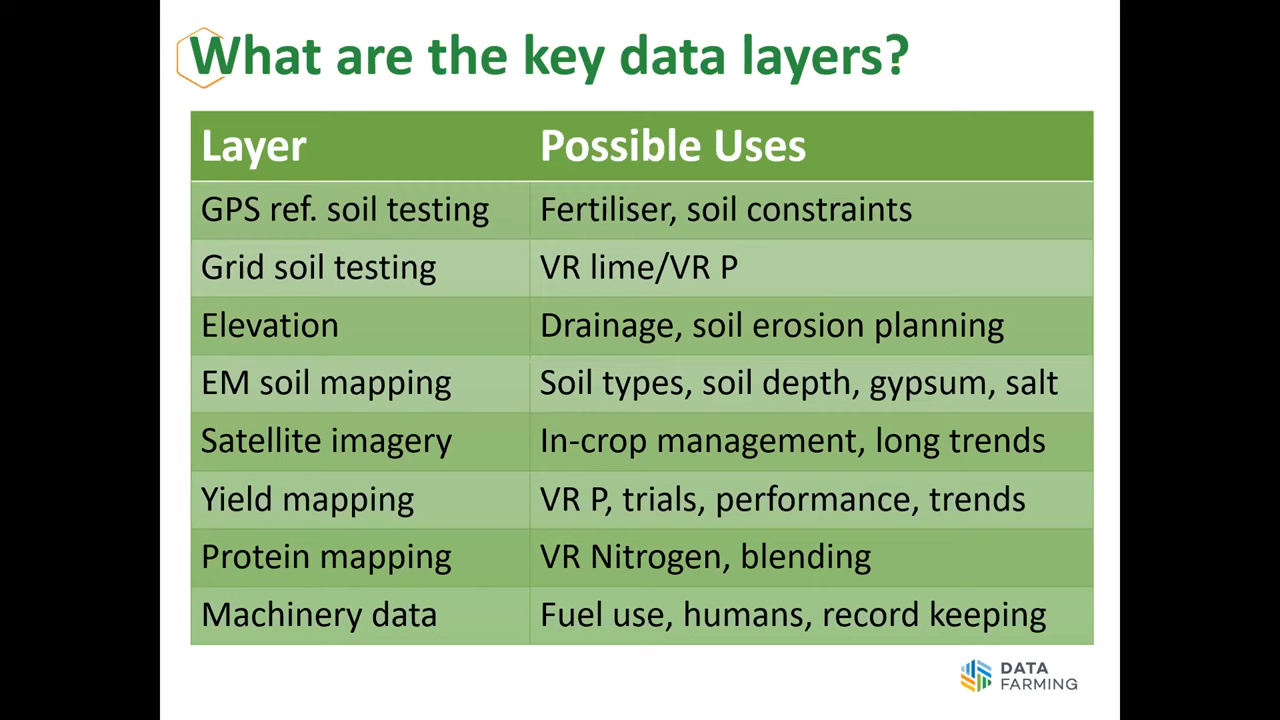 What are the key data layers?
Layer Possible Uses
GPS ref. soil testing Fertiliser, soil constraints
Grid soil testing VR lime/VR P
Elevation Drainage, soil erosion planning
EM soil mapping Soil types, soil depth, gypsum, salt
Satellite imagery In-crop management, long trends
Yield mapping VR P, trials, performance, trends
Protein mapping VR Nitrogen, blending
Machinery data Fuel use, humans, record keeping
DATA
FARMING